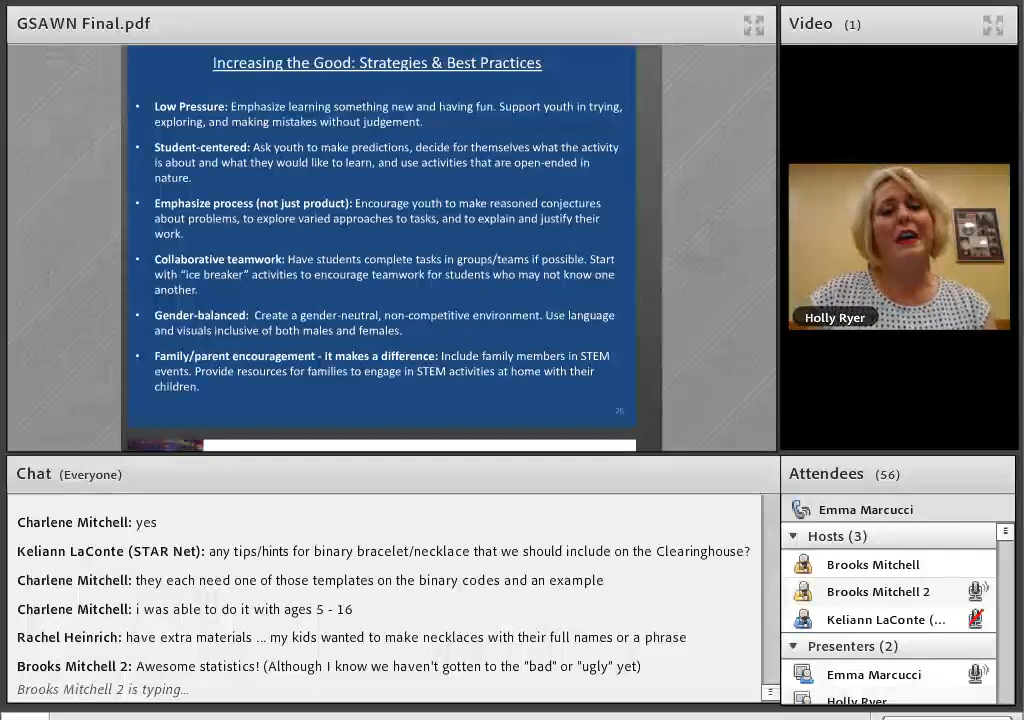 GSAWN Final.pdf
Increasing the Good: Strategies & Best Practices
• Low Pressure: Emphasize learning something new and having fun. Support youth in trying,
exploring, and making mistakes without judgement.
• Student-centered: Ask youth to make predictions, decide for themselves what the activity
is about and what they would like to learn, and use activities that are open-ended in
nature.
• Emphasize process (not just product): Encourage youth to make reasoned conjectures
about problems, to explore varied approaches to tasks, and to explain and justify their
work.
• Collaborative teamwork: Have students complete tasks in groups/teams if possible. Start
with “ice breaker” activities to encourage teamwork for students who may not know one
another.
• Gender-balanced: Create a gender-neutral, non-competitive environment. Use language
and visuals inclusive of both males and females.
• Family/parent encouragement - it makes a difference: Include family members in STEM
events. Provide resources for families to engage in STEM activities at home with their
children.
26
Video (1)
Holly Ryer
Chat (Everyone)
Charlene Mitchell: yes
Keliann LaConte (STAR Net): any tips/hints for binary bracelet/necklace that we should include on the Clearinghouse?
Charlene Mitchell: they each need one of those templates on the binary codes and an example
Charlene Mitchell: i was able to do it with ages 5 - 16
Rachel Heinrich: have extra materials ... my kids wanted to make necklaces with their full names or a phrase
Brooks Mitchell 2: Awesome statistics! (Although I know we haven't gotten to the "bad" or "ugly" yet)
Brooks Mitchell 2 is typing...
Attendees (56)
Emma Marcucci
Hosts (3)
Brooks Mitchell
Brooks Mitchell 2
Keliann LaConte (...
Presenters (2)
Emma Marcucci
Holly Ryer